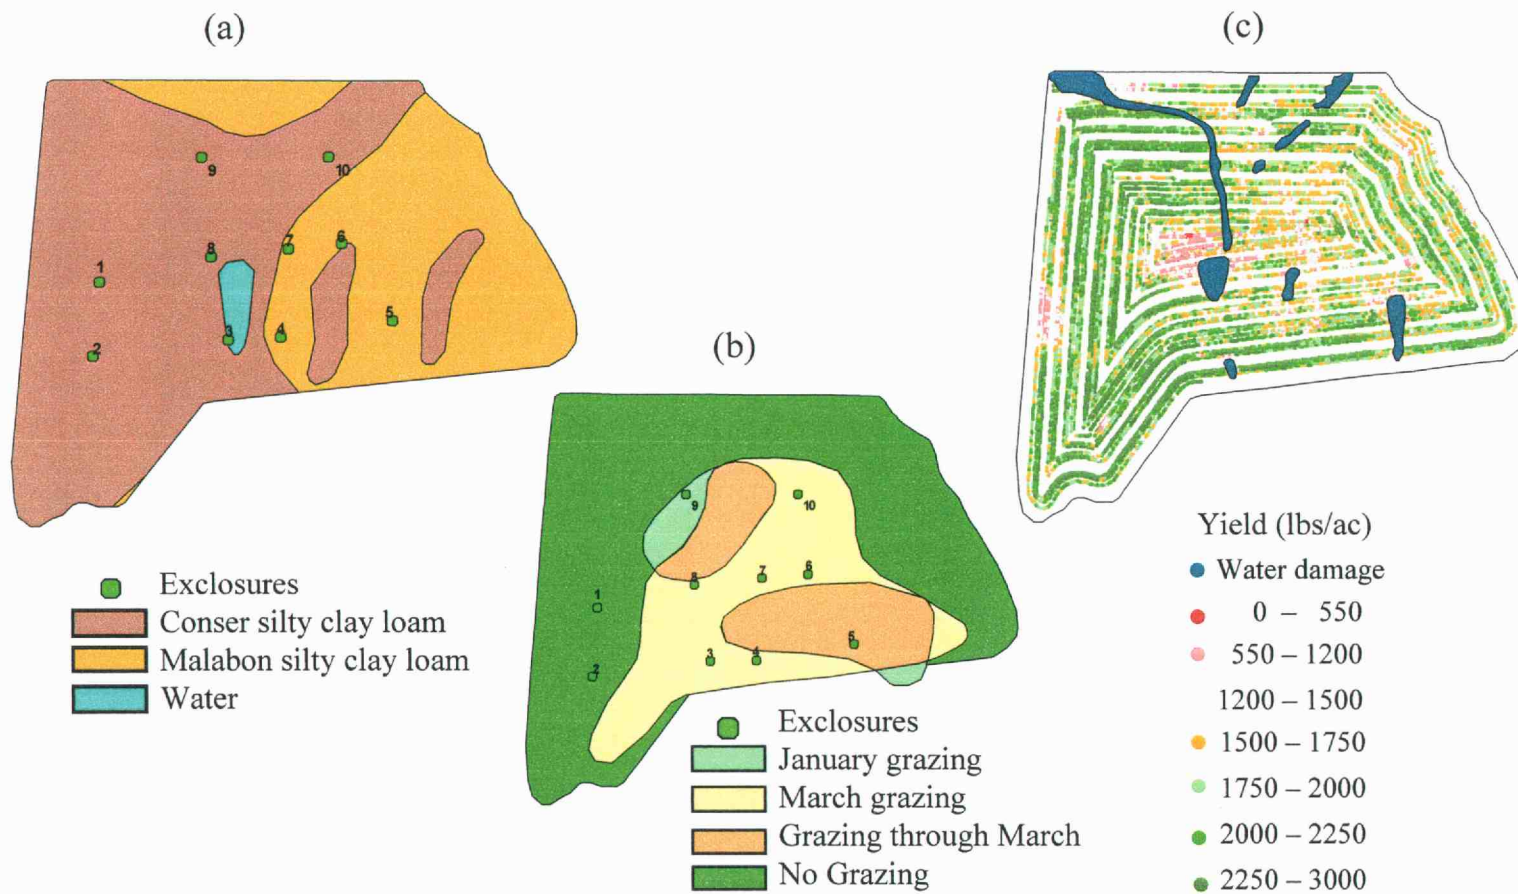 (a)
9
10
8
7
6
1
5
3
4
2
Exclosures
Conser silty clay loam
Malabon silty clay loam
Water
(b)
9
10
8
7
6
1
5
3
4
2
Exclosures
January grazing
March grazing
Grazing through March
No Grazing
(c)
Yield (lbs/ac)
Water damage
0 – 550
550 – 1200
1200 – 1500
1500 – 1750
1750 – 2000
2000 – 2250
2250 – 3000